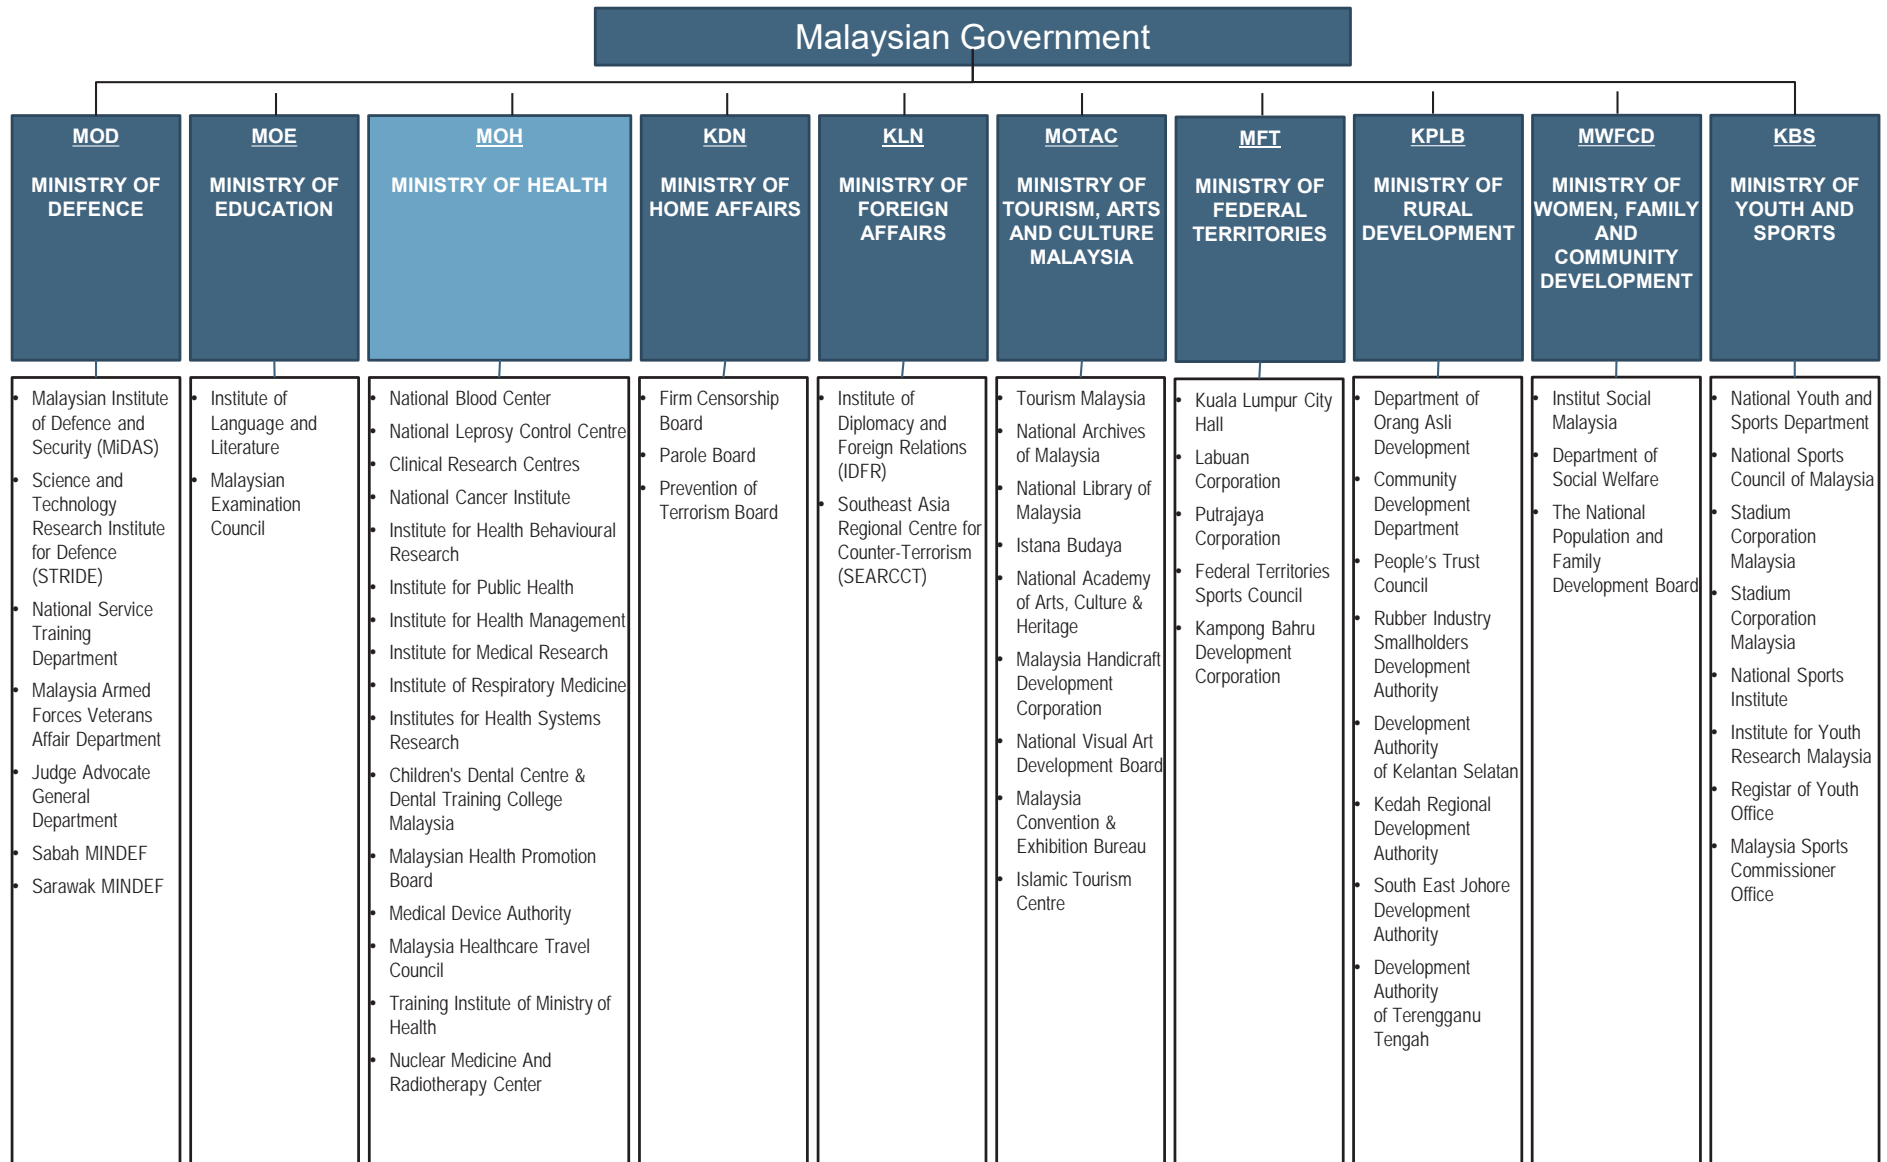 Malaysian Government
MOD
MINISTRY OF
DEFENCE
MOE
MINISTRY OF
EDUCATION
MOH
MINISTRY OF HEALTH
KDN
MINISTRY OF
HOME AFFAIRS
KLN
MINISTRY OF
FOREIGN
AFFAIRS
MOTAC
MINISTRY OF
TOURISM, ARTS
AND CULTURE
MALAYSIA
MFT
MINISTRY OF
FEDERAL
TERRITORIES
KPLB
MINISTRY OF
RURAL
DEVELOPMENT
MWFCD
MINISTRY OF
WOMEN, FAMILY
AND
COMMUNITY
DEVELOPMENT
KBS
MINISTRY OF
YOUTH AND
SPORTS
• Malaysian Institute
of Defence and
Security (MiDAS)
• Science and
Technology
Research Institute
for Defence
(STRIDE)
• National Service
Training
Department
• Malaysia Armed
Forces Veterans
Affair Department
• Judge Advocate
General
Department
• Sabah MINDEF
• Sarawak MINDEF
• Institute of
Language and
Literature
• Malaysian
Examination
Council
• National Blood Center
• National Leprosy Control Centre
• Clinical Research Centres
• National Cancer Institute
• Institute for Health Behavioural
Research
• Institute for Public Health
• Institute for Health Management
• Institute for Medical Research
• Institute of Respiratory Medicine
• Institutes for Health Systems
Research
• Children's Dental Centre &
Dental Training College
Malaysia
• Malaysian Health Promotion
Board
• Medical Device Authority
• Malaysia Healthcare Travel
Council
• Training Institute of Ministry of
Health
• Nuclear Medicine And
Radiotherapy Center
• Firm Censorship
Board
• Parole Board
• Prevention of
Terrorism Board
• Institute of
Diplomacy and
Foreign Relations
(IDFR)
• Southeast Asia
Regional Centre for
Counter-Terrorism
(SEARCCT)
• Tourism Malaysia
• National Archives
of Malaysia
• National Library of
Malaysia
• Istana Budaya
• National Academy
of Arts, Culture &
Heritage
• Malaysia Handicraft
Development
Corporation
• National Visual Art
Development Board
• Malaysia
Convention &
Exhibition Bureau
• Islamic Tourism
Centre
• Kuala Lumpur City
Hall
• Labuan
Corporation
• Putrajaya
Corporation
• Federal Territories
Sports Council
• Kampong Bahru
Development
Corporation
• Department of
Orang Asli
Development
• Community
Development
Department
• People's Trust
Council
• Rubber Industry
Smallholders
Development
Authority
• Development
Authority
of Kelantan Selatan
• Kedah Regional
Development
Authority
• South East Johore
Development
Authority
• Development
Authority
of Terengganu
Tengah
• Institut Social
Malaysia
• Department of
Social Welfare
• The National
Population and
Family
Development Board
• National Youth and
Sports Department
• National Sports
Council of Malaysia
• Stadium
Corporation
Malaysia
• Stadium
Corporation
Malaysia
• National Sports
Institute
• Institute for Youth
Research Malaysia
• Registar of Youth
Office
• Malaysia Sports
Commissioner
Office